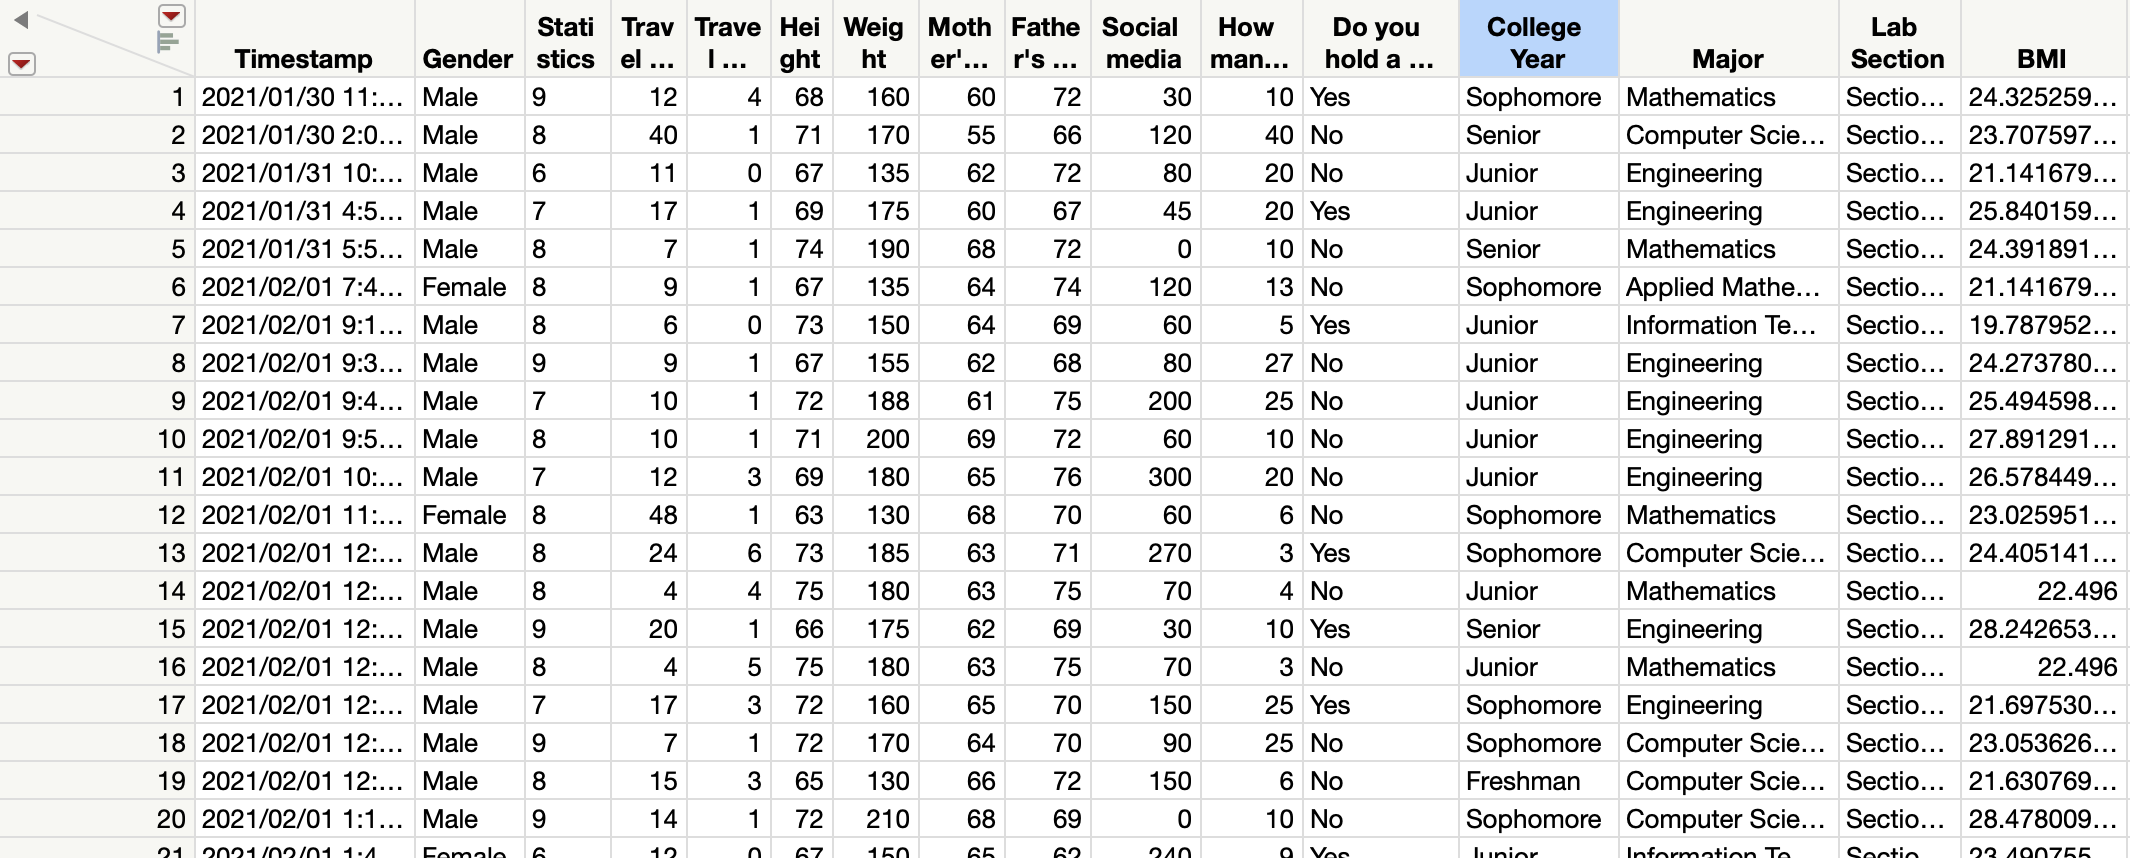 Timestamp Gender Stati stics Trav el ... Trave l ... Hei ght Weig ht Moth er'... Fathe r's ... Social media How man... Do you hold a ... College Year Major Lab Section BMI
1 2021/01/30 11:... Male 9 12 4 68 160 60 72 30 10 Yes Sophomore Mathematics Sectio... 24.325259...
2 2021/01/30 2:0... Male 8 40 1 71 170 55 66 120 40 No Senior Computer Scie... Sectio... 23.707597...
3 2021/01/31 10:... Male 6 11 0 67 135 62 72 80 20 No Junior Engineering Sectio... 21.141679...
4 2021/01/31 4:5... Male 7 17 1 69 175 60 67 45 20 Yes Junior Engineering Sectio... 25.840159...
5 2021/01/31 5:5... Male 8 7 1 74 190 68 72 0 10 No Senior Mathematics Sectio... 24.391891...
6 2021/02/01 7:4... Female 8 9 1 67 135 64 74 120 13 No Sophomore Applied Mathe... Sectio... 21.141679...
7 2021/02/01 9:1... Male 8 6 0 73 150 64 69 60 5 Yes Junior Information Te... Sectio... 19.787952...
8 2021/02/01 9:3... Male 9 9 1 67 155 62 68 80 27 No Junior Engineering Sectio... 24.273780...
9 2021/02/01 9:4... Male 7 10 1 72 188 61 75 200 25 No Junior Engineering Sectio... 25.494598...
10 2021/02/01 9:5... Male 8 10 1 71 200 69 72 60 10 No Junior Engineering Sectio... 27.891291...
11 2021/02/01 10:... Male 7 12 3 69 180 65 76 300 20 No Junior Engineering Sectio... 26.578449...
12 2021/02/01 11:... Female 8 48 1 63 130 68 70 60 6 No Sophomore Mathematics Sectio... 23.025951...
13 2021/02/01 12:... Male 8 24 6 73 185 63 71 270 3 Yes Sophomore Computer Scie... Sectio... 24.405141...
14 2021/02/01 12:... Male 8 4 4 75 180 63 75 70 4 No Junior Mathematics Sectio... 22.496
15 2021/02/01 12:... Male 9 20 1 66 175 62 69 30 10 Yes Senior Engineering Sectio... 28.242653...
16 2021/02/01 12:... Male 8 4 5 75 180 63 75 70 3 No Junior Mathematics Sectio... 22.496
17 2021/02/01 12:... Male 7 17 3 72 160 65 70 150 25 Yes Sophomore Engineering Sectio... 21.697530...
18 2021/02/01 12:... Male 9 7 1 72 170 64 70 90 25 No Sophomore Computer Scie... Sectio... 23.053626...
19 2021/02/01 12:... Male 8 15 3 65 130 66 72 150 6 No Freshman Computer Scie... Sectio... 21.630769...
20 2021/02/01 1:1... Male 9 14 1 72 210 68 69 0 10 No Sophomore Computer Scie... Sectio... 28.478009...
21 2021/02/01 1:4... Female 6 12 0 67 150 65 62 240 9 Yes Junior Information Te... Sectio... 23.490755...